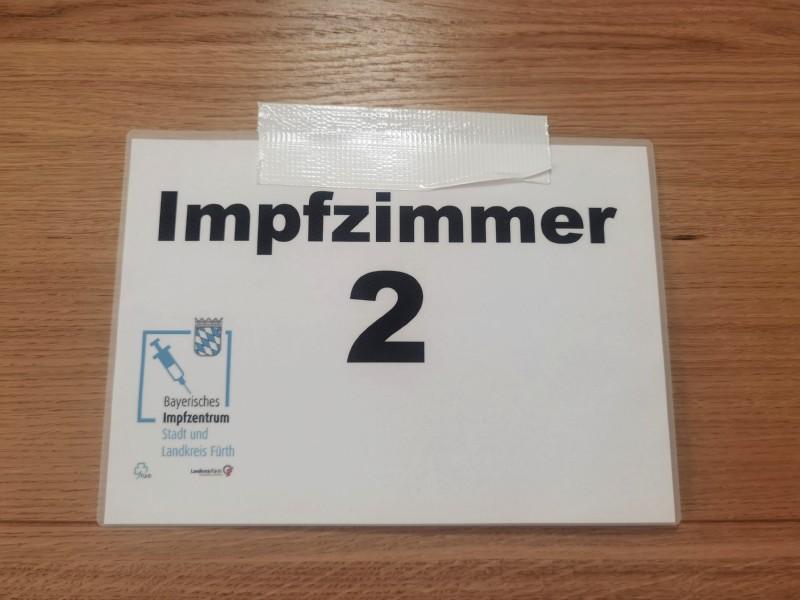 Impfzimmer
2
Bayerisches
Impfzentrum
Stadt und
Landkreis Fürth